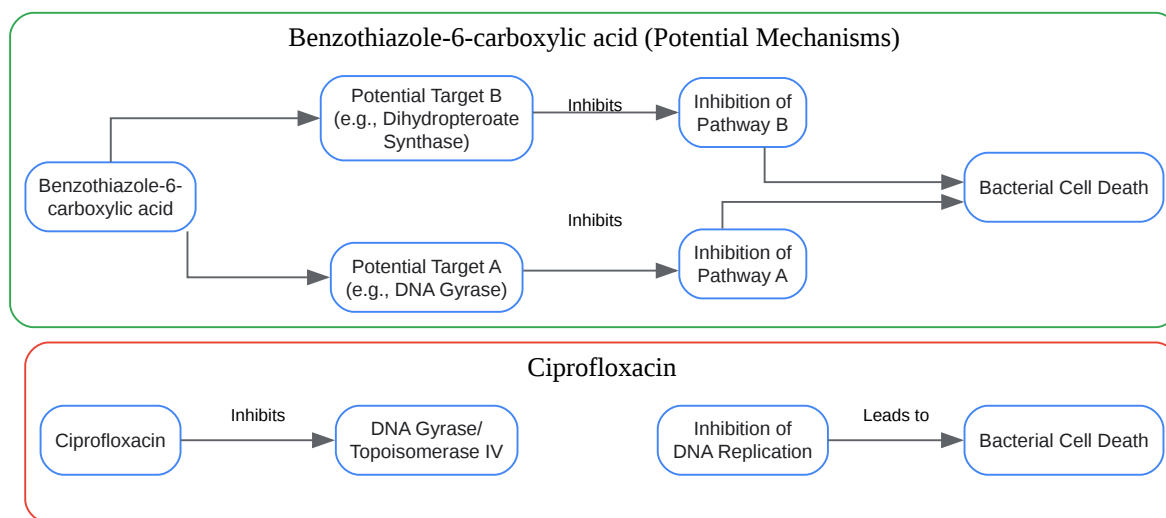 Benzothiazole-6-carboxylic acid (Potential Mechanisms)
Potential Target B
(e.g., Dihydropteroate
Synthase)
Inhibits
Inhibition of
Pathway B
Benzothiazole-6-
carboxylic acid
Bacterial Cell Death
Inhibits
Potential Target A
(e.g., DNA Gyrase)
Inhibition of
Pathway A
Ciprofloxacin
Ciprofloxacin
Inhibits
DNA Gyrase/
Topoisomerase IV
Inhibition of
DNA Replication
Leads to
Bacterial Cell Death